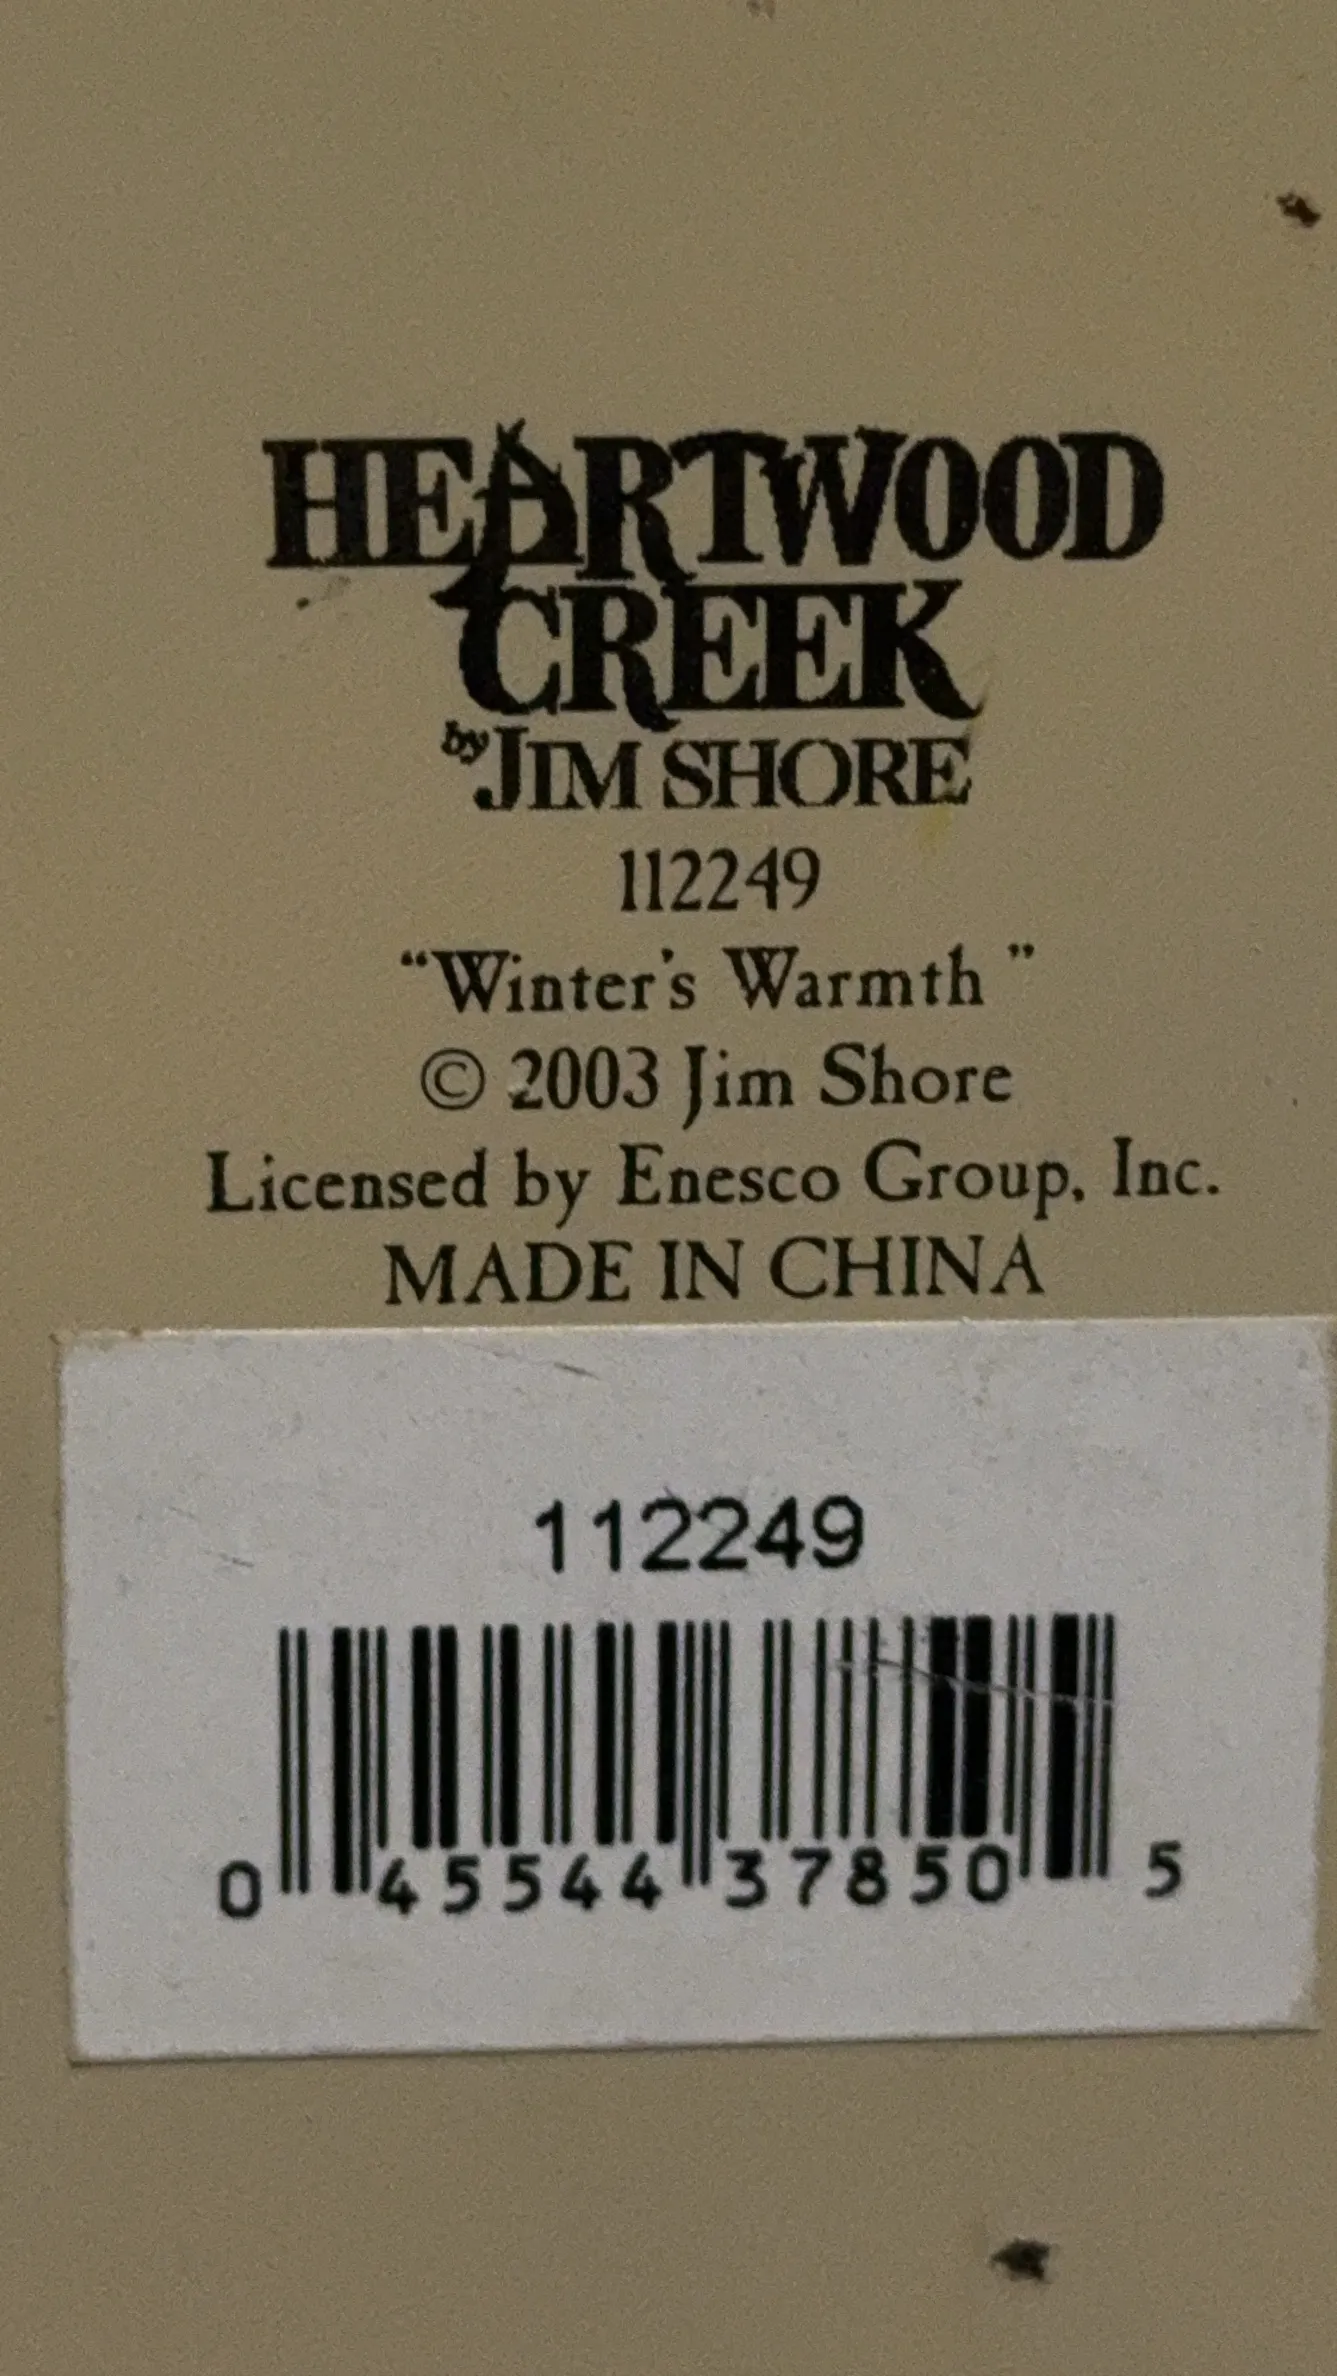 HEARTWOOD
CREEK
by JIM SHORE
112249
“Winter's Warmth ”
© 2003 Jim Shore
Licensed by Enesco Group, Inc.
MADE IN CHINA
112249
0 45544 37850 5